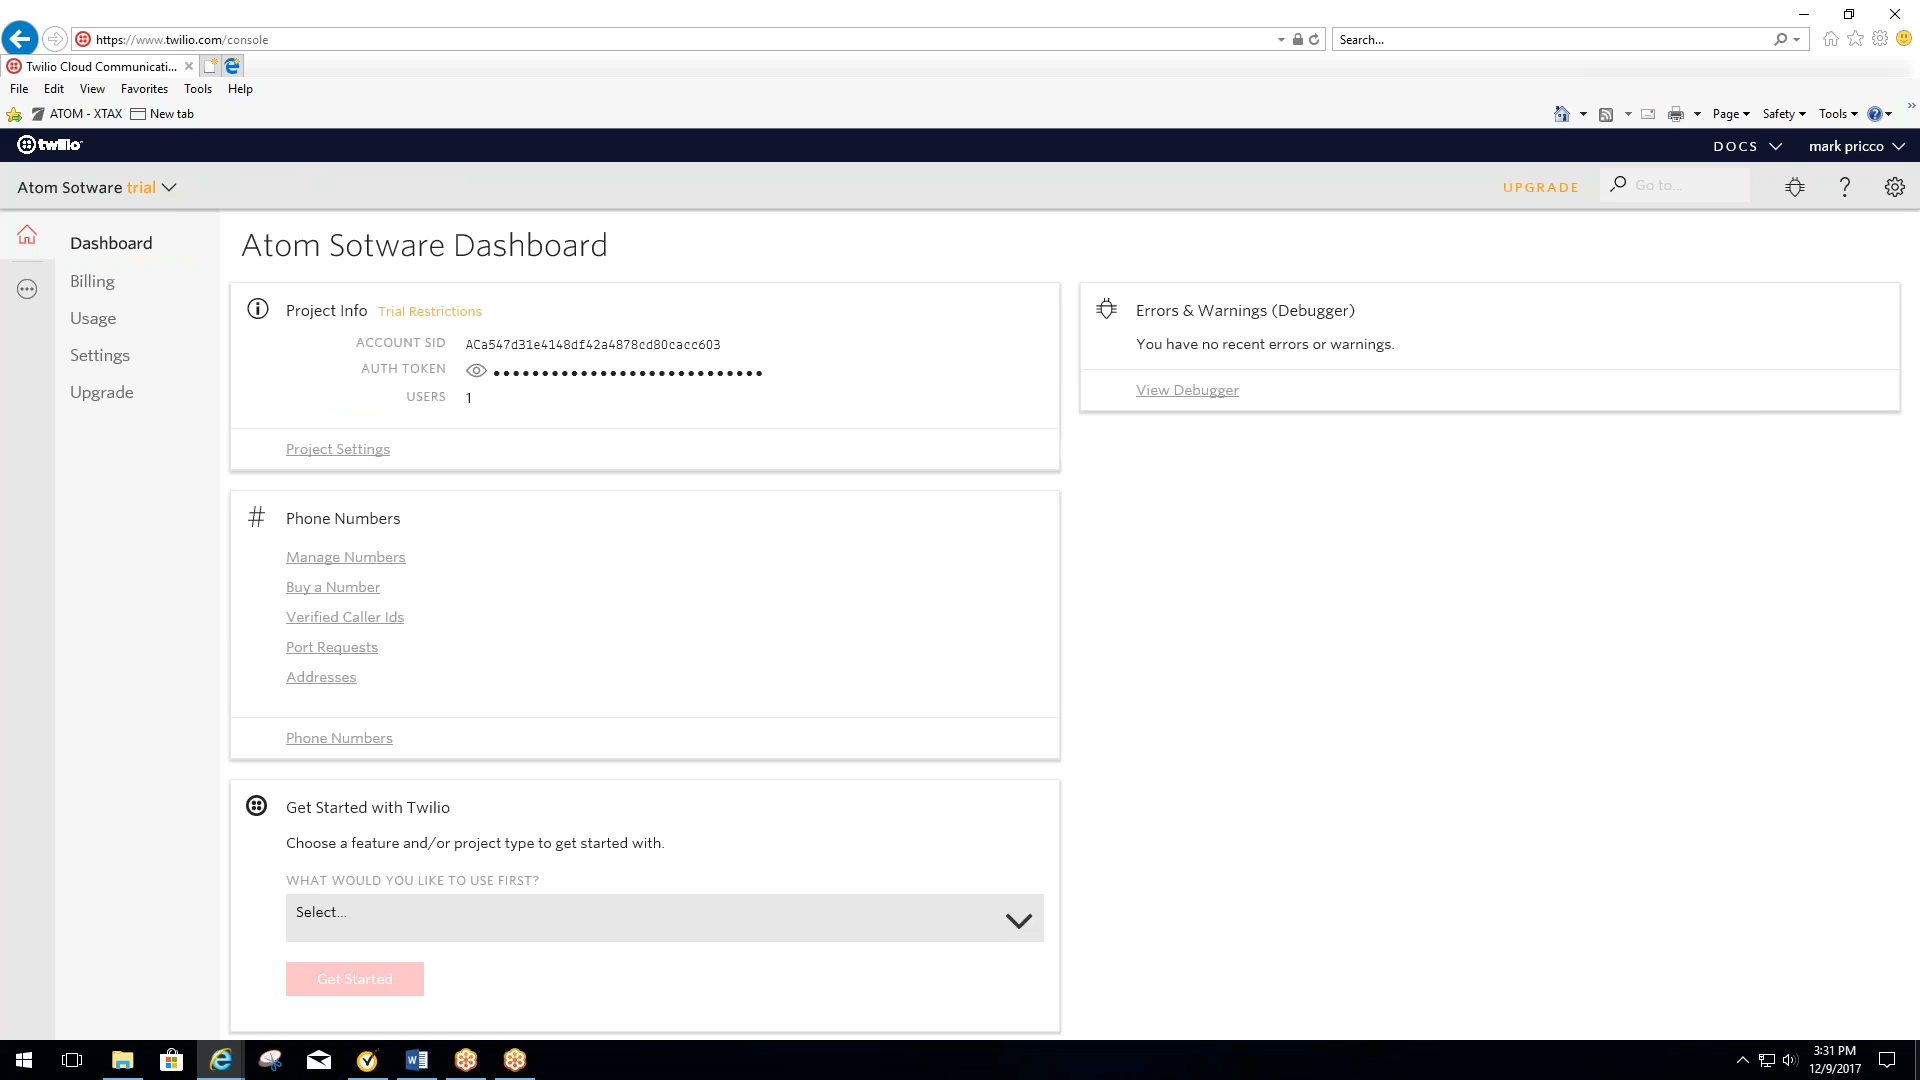 https://www.twilio.com/console
Search...
Twilio Cloud Communicati...
File Edit View Favorites Tools Help
ATOM - XTAX New tab
Page Safety Tools
twilio
DOCS
mark pricco
Atom Sotware trial
UPGRADE
Go to...
Dashboard
Billing
Usage
Settings
Upgrade
Atom Sotware Dashboard
Project Info Trial Restrictions
ACCOUNT SID ACa547d31e4148df42a4878cd80cacc603
AUTH TOKEN ••••••••••••••••••••••••••••
USERS 1
Project Settings
Errors & Warnings (Debugger)
You have no recent errors or warnings.
View Debugger
# Phone Numbers
Manage Numbers
Buy a Number
Verified Caller Ids
Port Requests
Addresses
Phone Numbers
Get Started with Twilio
Choose a feature and/or project type to get started with.
WHAT WOULD YOU LIKE TO USE FIRST?
Select...
Get Started
3:31 PM
12/9/2017